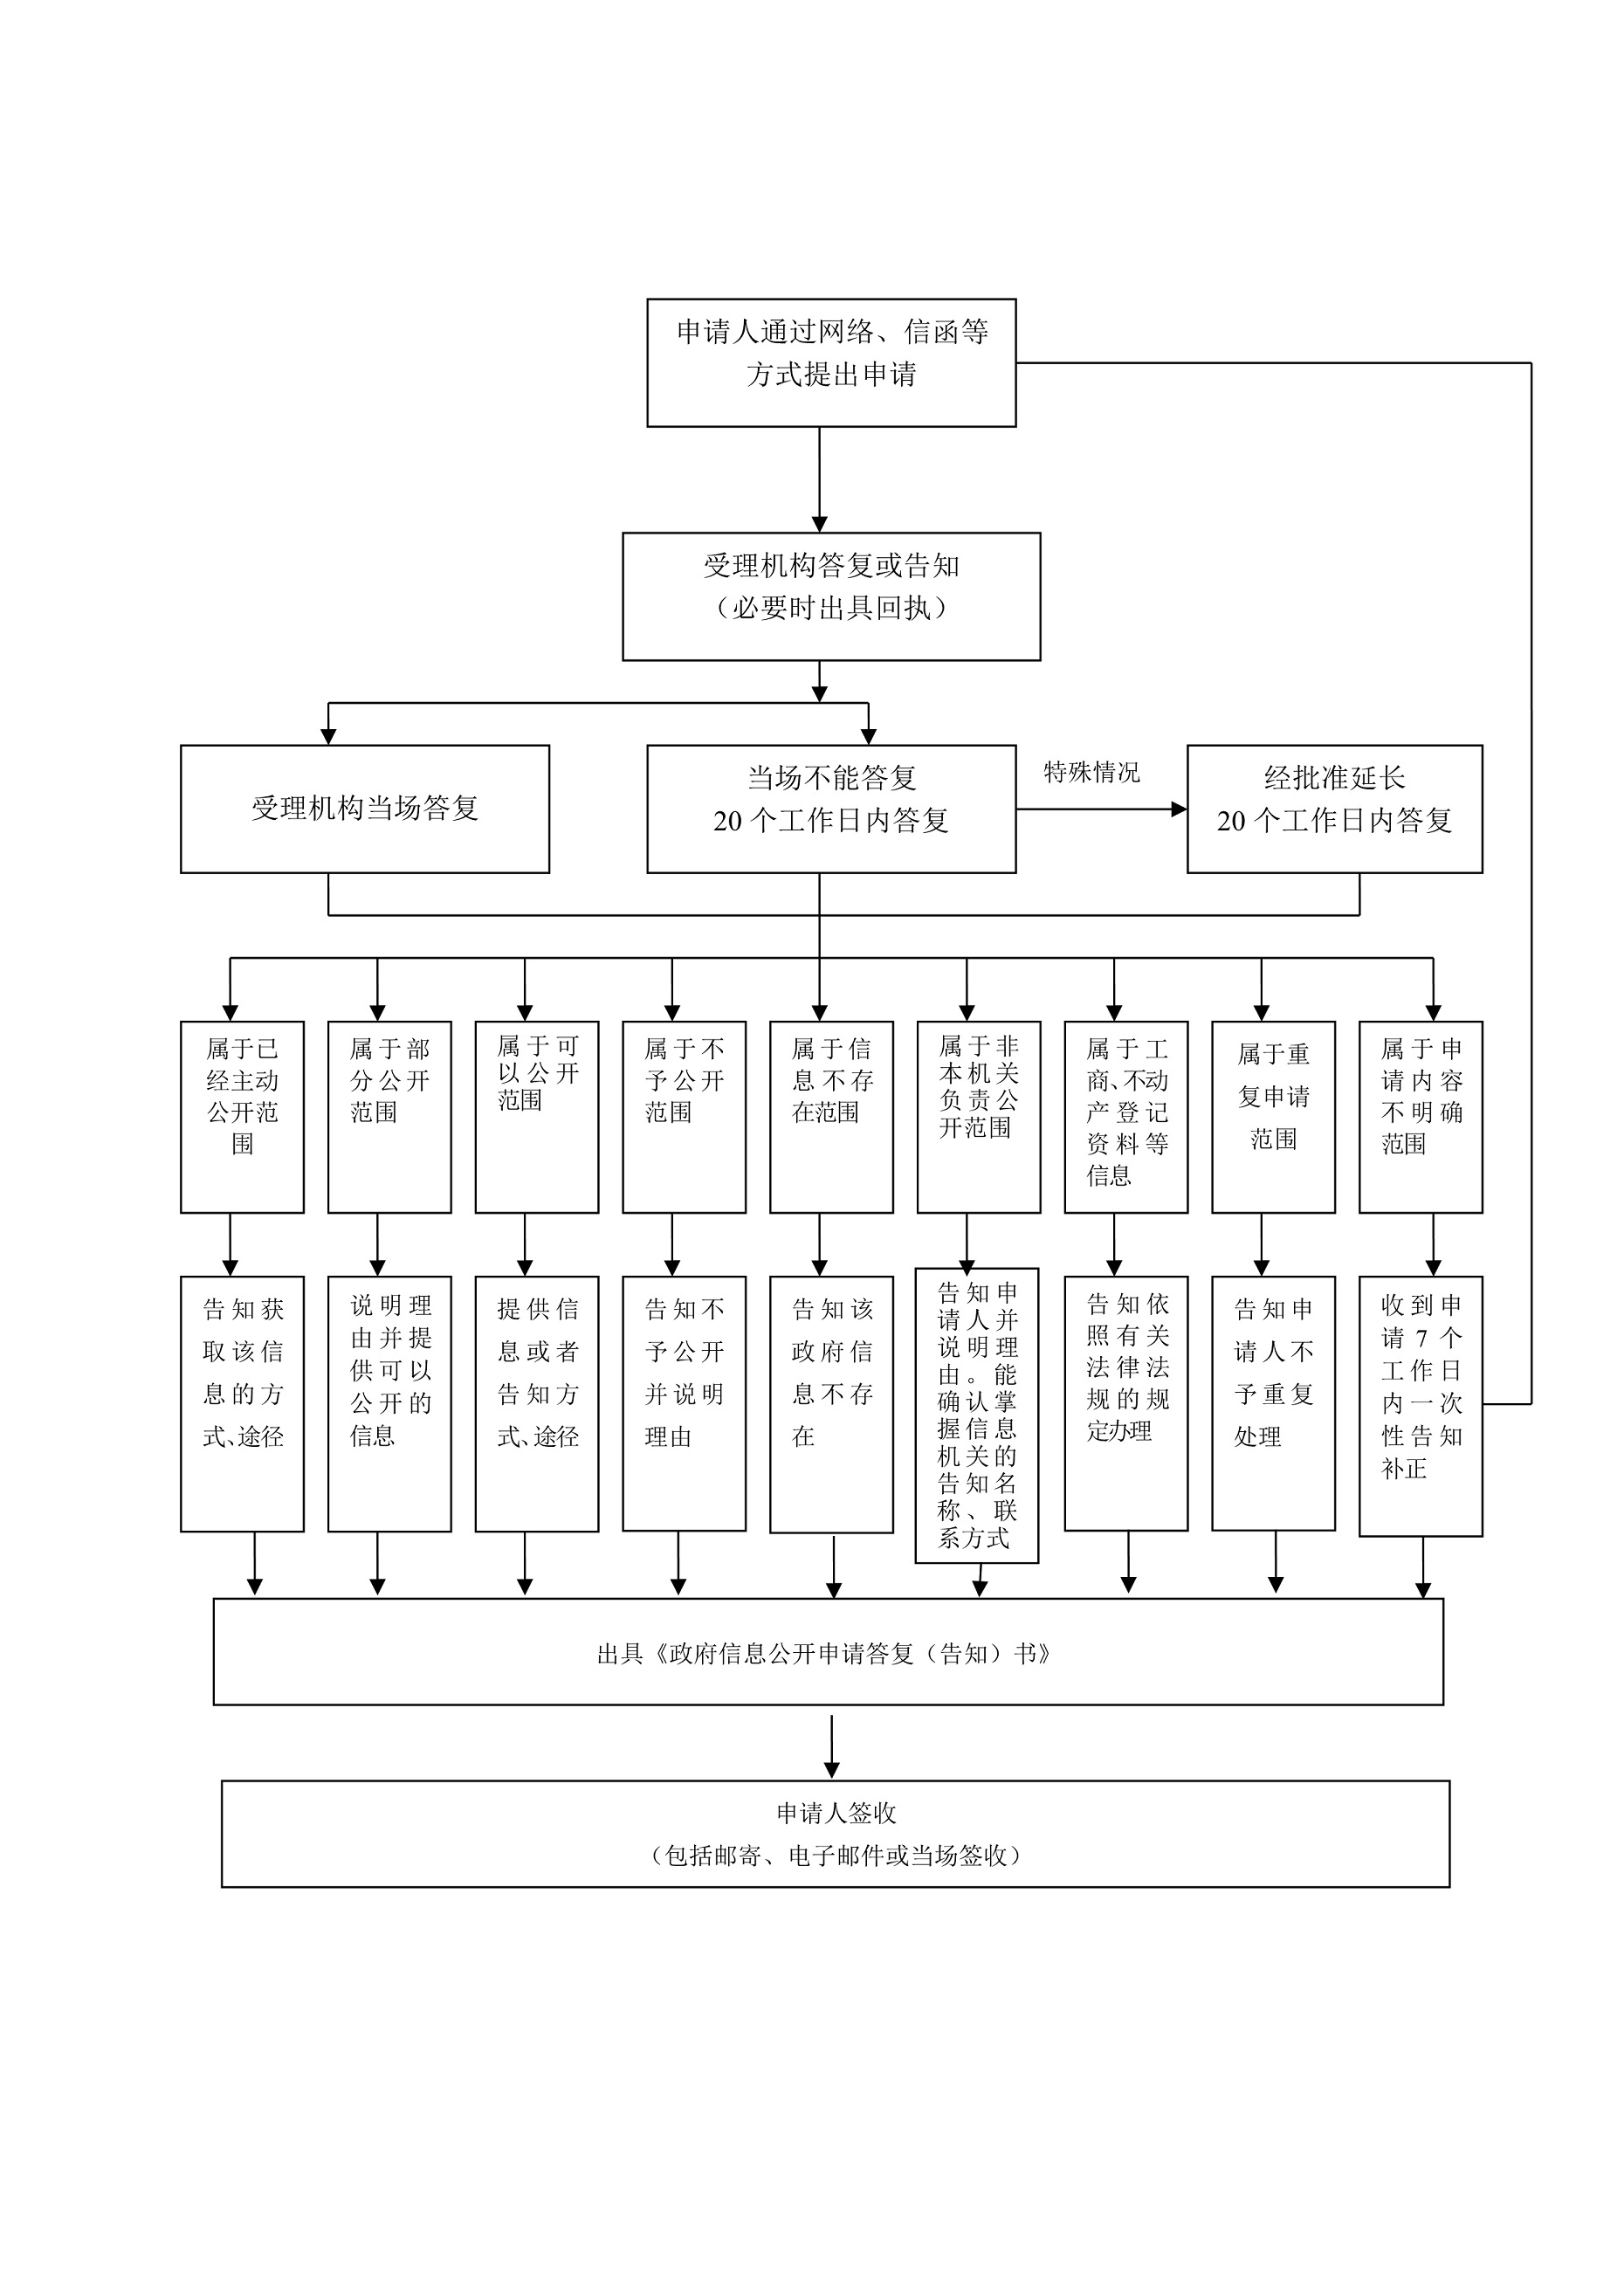 申请人通过网络、信函等
方式提出申请
受理机构答复或告知
（必要时出具回执）
受理机构当场答复
当场不能答复
20 个工作日内答复
特殊情况
经批准延长
20 个工作日内答复
属于已
经主动
公开范
围
属于部
分公开
范围
属于可
以公开
范围
属于不
予公开
范围
属于信
息不存
在范围
属于非
本机关
负责公
开范围
属于工
商、不动
产登记
资料等
信息
属于重
复申请
范围
属于申
请内容
不明确
范围
告知获
取该信
息的方
式、途径
说明理
由并提
供可以
公开的
信息
提供信
息或者
告知方
式、途径
告知不
予公开
并说明
理由
告知该
政府信
息不存
在
告知申
请人并
说明理
由。能
确认掌
握信息
机关的
告知名
称、联
系方式
告知依
照有关
法律法
规的规
定办理
告知申
请人不
予重复
处理
收到申
请 7 个
工作日
内一次
性告知
补正
出具《政府信息公开申请答复（告知）书》
申请人签收
（包括邮寄、电子邮件或当场签收）